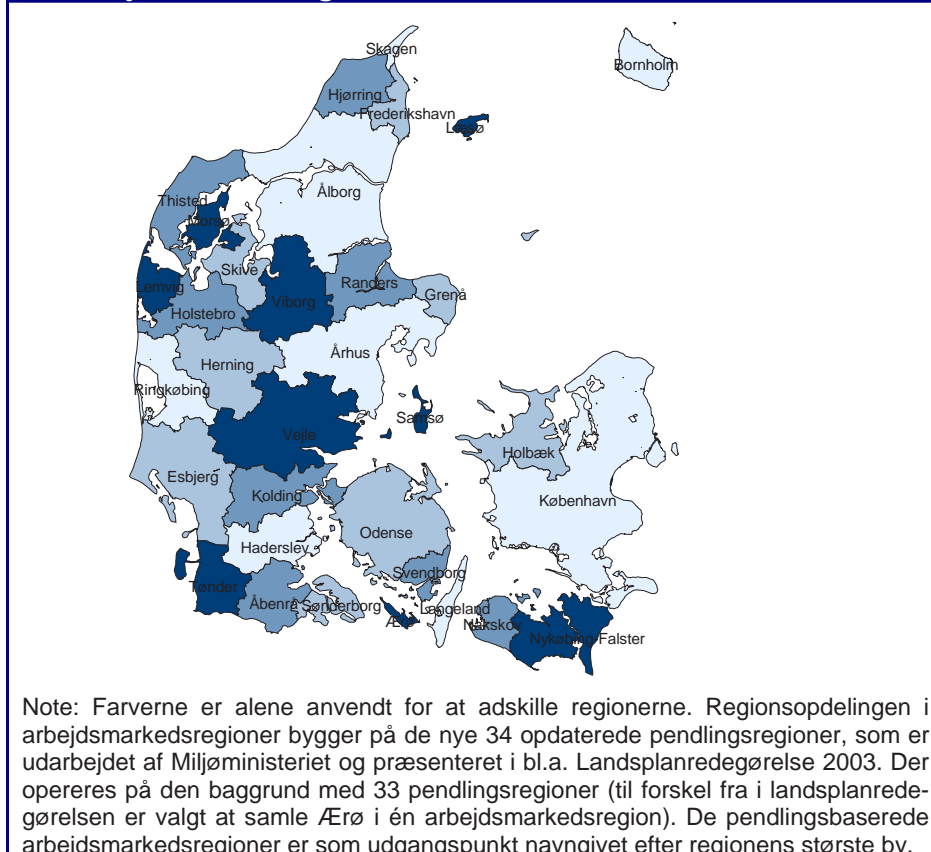 Skagen
Bornholm
Hjørring
Frederikshavn
Læsø
Ålborg
Thisted
Morsø
Skive
Lemvig
Viborg
Randers
Grenå
Holstebro
Århus
Herning
Ringkøbing
Samsø
Vejle
Holbæk
Esbjerg
Kolding
København
Odense
Haderslev
Svendborg
Tønder
Åbenrå
Sønderborg
Langeland
Ærø
Nakskov
Nykøbing Falster
Note: Farverne er alene anvendt for at adskille regionerne. Regionsopdelingen i
arbejdsmarkedsregioner bygger på de nye 34 opdaterede pendlingsregioner, som er
udarbejdet af Miljøministeriet og præsenteret i bl.a. Landsplanredegørelse 2003. Der
opereres på den baggrund med 33 pendlingsregioner (til forskel fra i landsplanrede-
gørelsen er valgt at samle Ærø i én arbejdsmarkedsregion). De pendlingsbaserede
arbejdsmarkedsregioner er som udgangspunkt navngivet efter regionens største by.